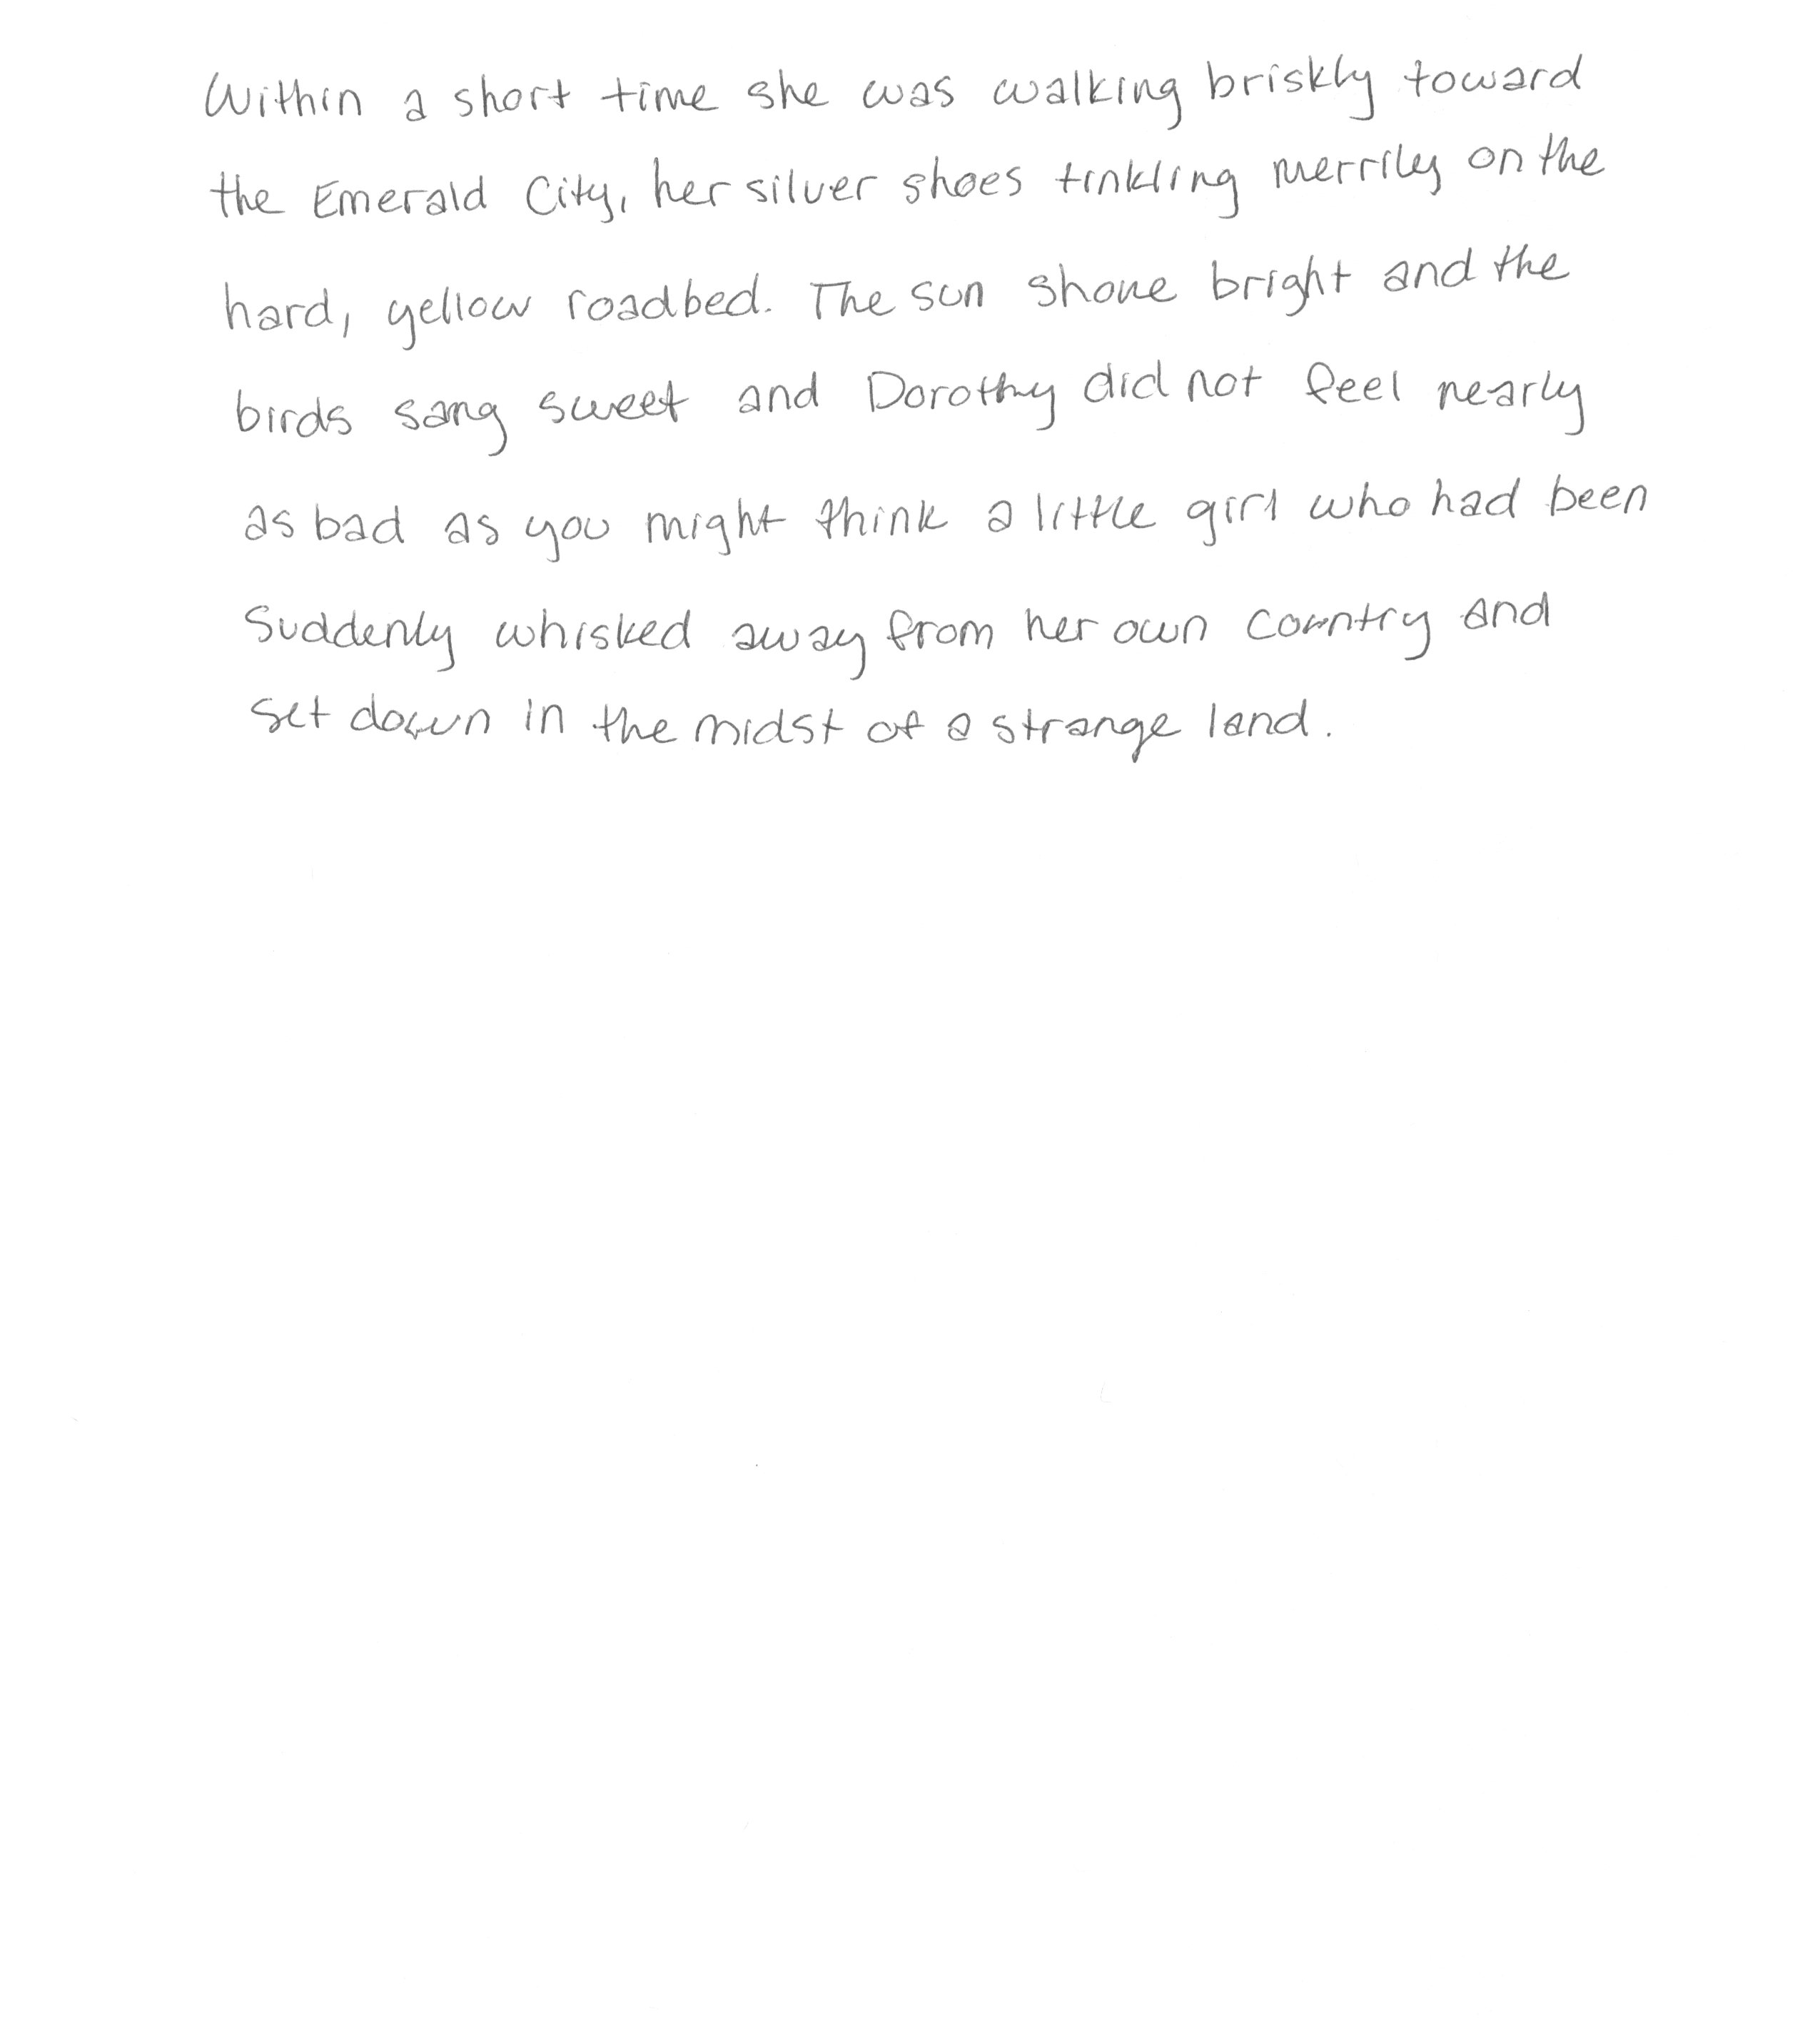 Within a short time she was walking briskly toward
the Emerald City, her silver shoes tinkling merrily on the
hard, yellow roadbed. The sun shone bright and the
birds sang sweet and Dorothy did not feel nearly
as bad as you might think a little girl who had been
suddenly whisked away from her own country and
set down in the midst of a strange land.